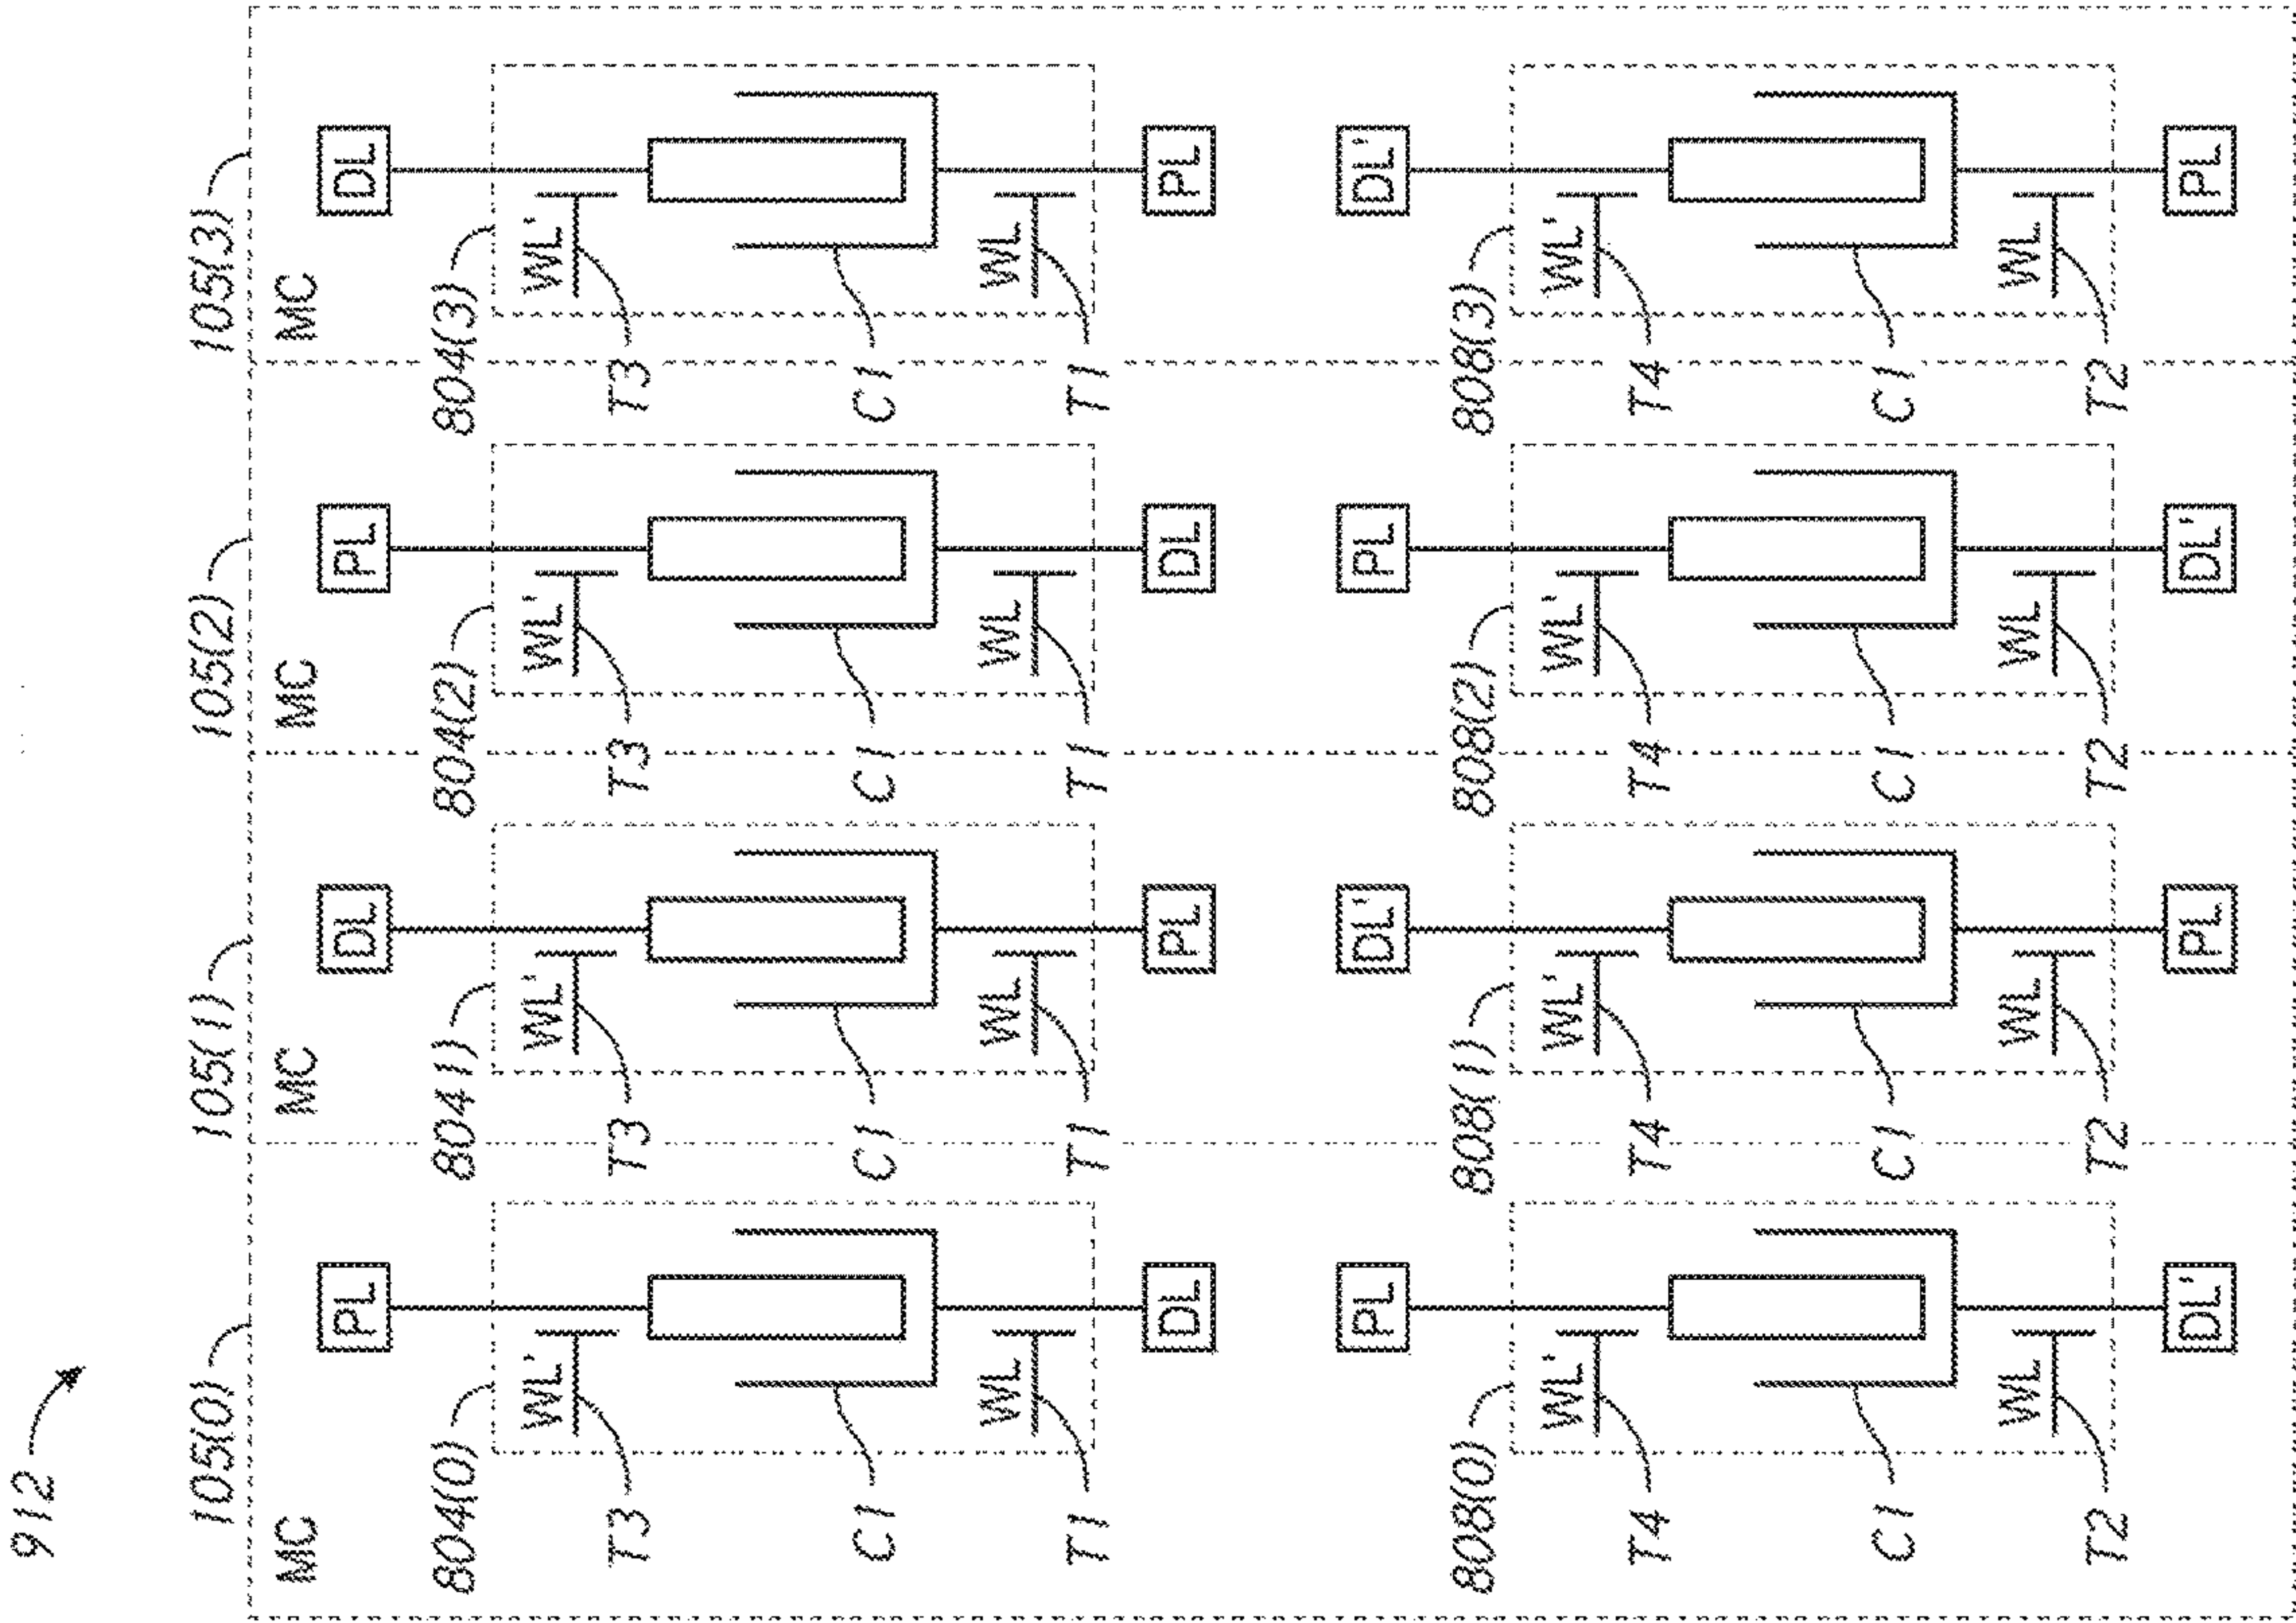 912
105(0) 105(1) 105(2) 105(3)
MC MC MC MC
PL DL PL DL
804(0) 804 1) 804(2) 804(3)
WL' WL' WL' WL'
T3 T3 T3 T3
C1 C1 C1 C1
WL WL WL WL
T1 T1 T1 T1
DL PL DL PL
PL DL' PL DL'
808(0) 808(1) 808(2) 808(3)
WL' WL' WL' WL'
T4 T4 T4 T4
C1 C1 C1 C1
WL WL WL WL
T2 T2 T2 T2
DL' PL DL' PL